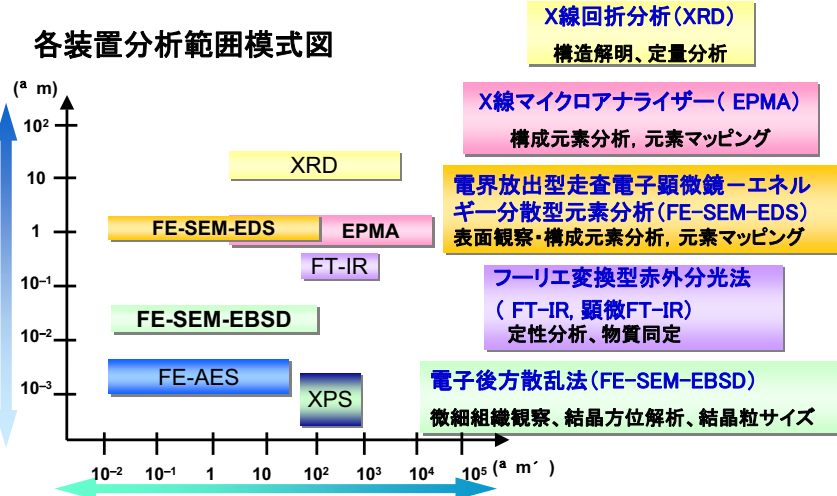 各装置分析範囲模式図
(ª m)
10²
10
1
10⁻¹
10⁻²
10⁻³
XRD
FE-SEM-EDS
EPMA
FT-IR
FE-SEM-EBSD
FE-AES
XPS
10⁻² 10⁻¹ 1 10 10² 10³ 10⁴ 10⁵ (ª m´ )
X線回折分析(XRD)
構造解明、定量分析
X線マイクロアナライザー( EPMA)
構成元素分析, 元素マッピング
電界放出型走査電子顕微鏡-エネル
ギー分散型元素分析(FE-SEM-EDS)
表面観察・構成元素分析, 元素マッピング
フーリエ変換型赤外分光法
( FT-IR, 顕微FT-IR)
定性分析、物質同定
電子後方散乱法(FE-SEM-EBSD)
微細組織観察、結晶方位解析、結晶粒サイズ